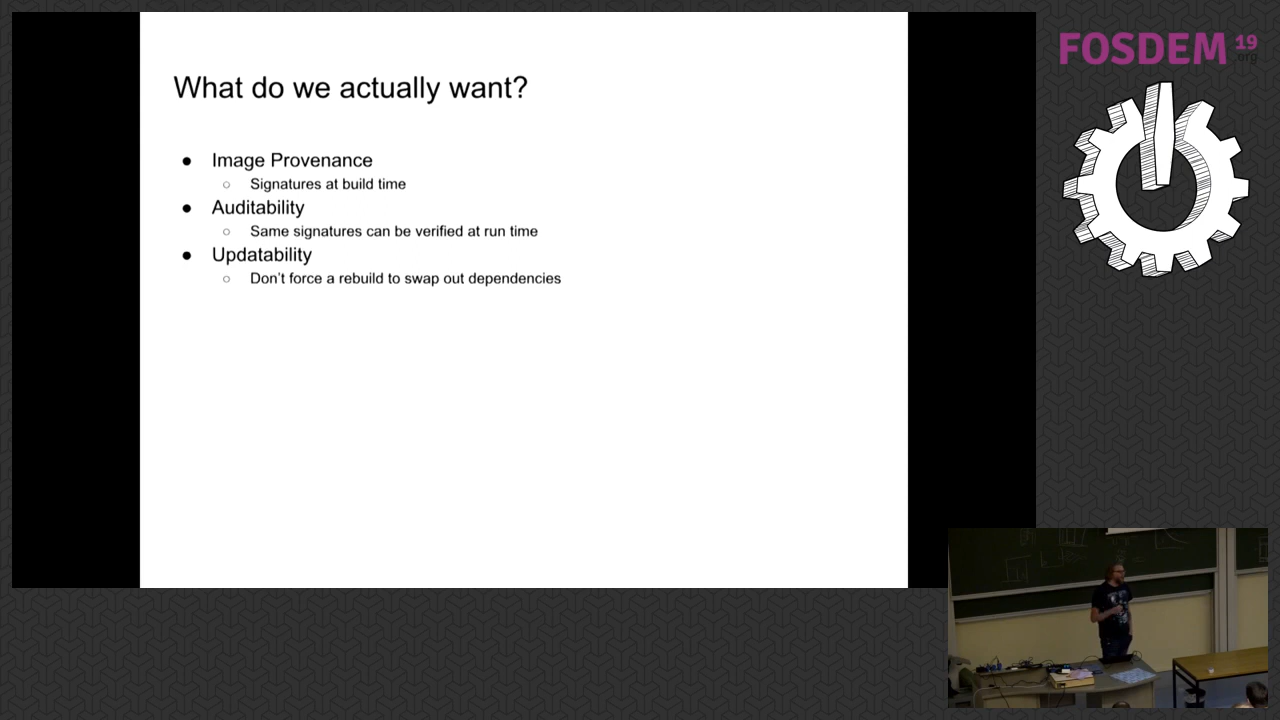 What do we actually want?
● Image Provenance
○ Signatures at build time
● Auditability
○ Same signatures can be verified at run time
● Updatability
○ Don't force a rebuild to swap out dependencies
FOSDEM 19
.org